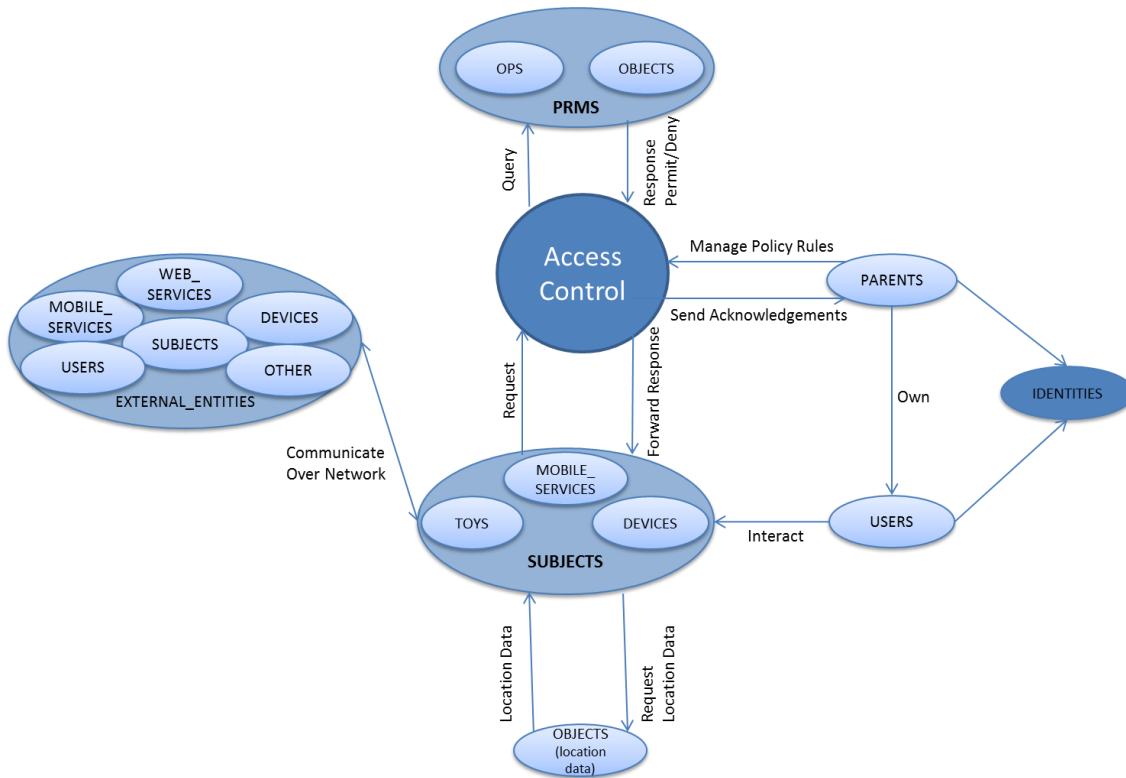 OPS
OBJECTS
PRMS
Query
Response
Permit/Deny
Access
Control
Manage Policy Rules
PARENTS
Send Acknowledgements
WEB_
SERVICES
MOBILE_
SERVICES
DEVICES
SUBJECTS
USERS
OTHER
EXTERNAL_ENTITIES
Request
Forward Response
Own
IDENTITIES
Communicate
Over Network
MOBILE_
SERVICES
TOYS
DEVICES
SUBJECTS
Interact
USERS
Location Data
Request
Location Data
OBJECTS
(location
data)